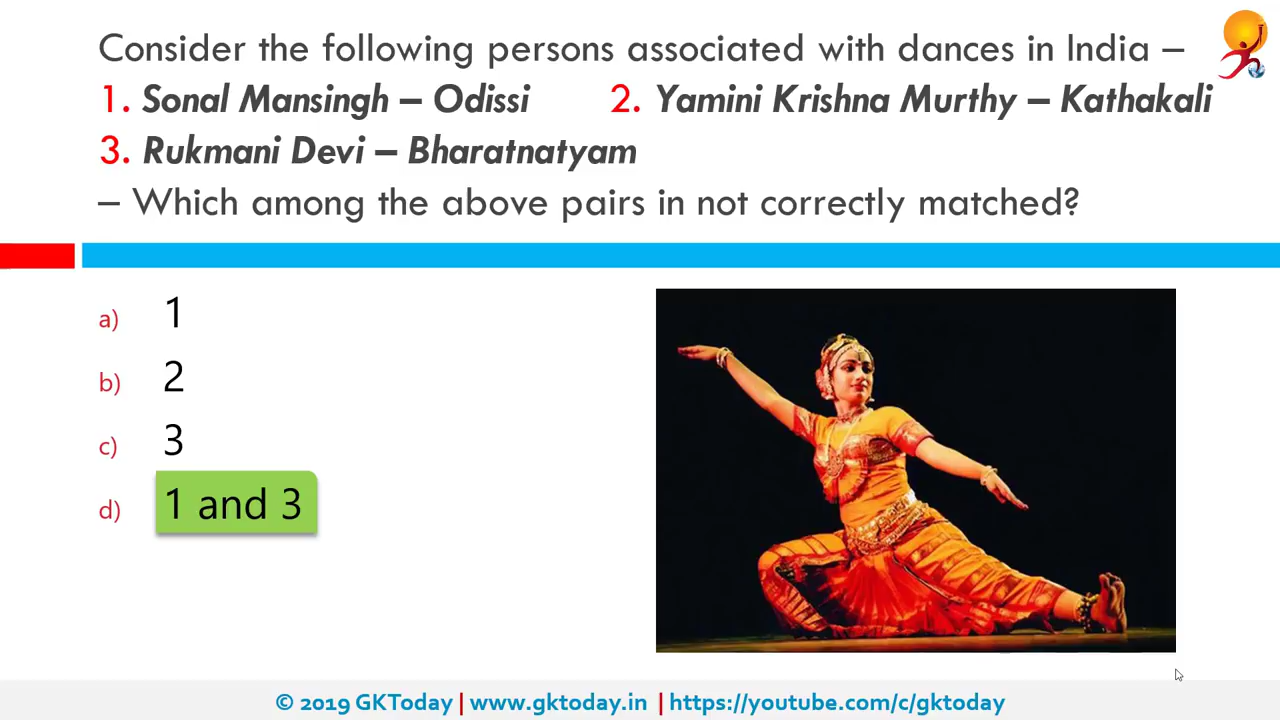 Consider the following persons associated with dances in India –
1. Sonal Mansingh – Odissi 2. Yamini Krishna Murthy – Kathakali
3. Rukmani Devi – Bharatnatyam
– Which among the above pairs in not correctly matched?
a) 1
b) 2
c) 3
d) 1 and 3
© 2019 GKToday | www.gktoday.in | https://youtube.com/c/gktoday